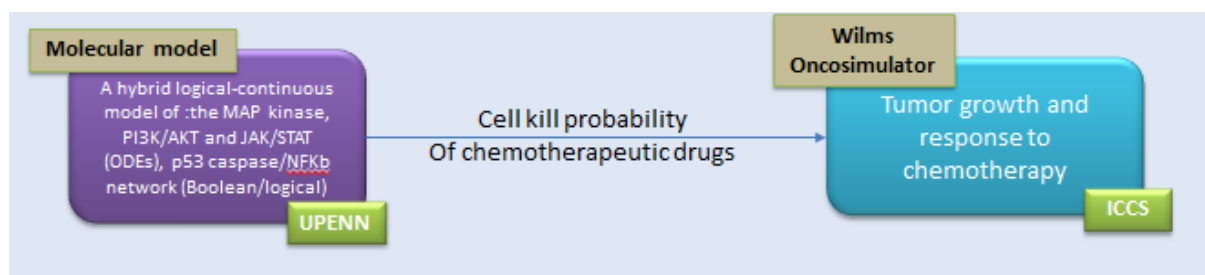 Molecular model
A hybrid logical-continuous
model of :the MAP kinase,
PI3K/AKT and JAK/STAT
(ODEs), p53 caspase/NFKb
network (Boolean/logical)
UPENN
Cell kill probability
Of chemotherapeutic drugs
Wilms
Oncosimulator
Tumor growth and
response to
chemotherapy
ICCS